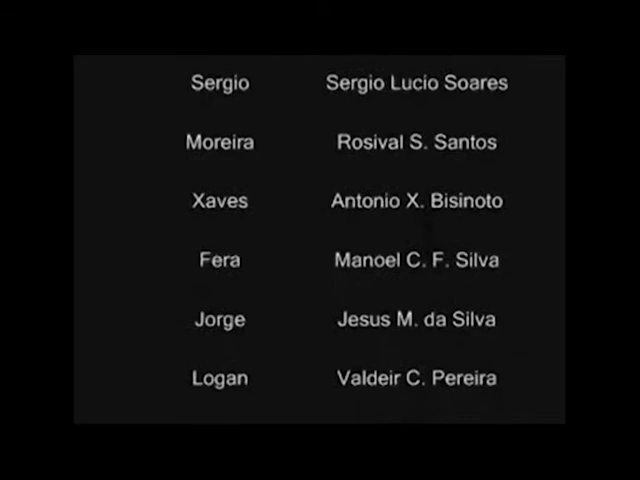 Sergio Sergio Lucio Soares
Moreira Rosival S. Santos
Xaves Antonio X. Bisinoto
Fera Manoel C. F. Silva
Jorge Jesus M. da Silva
Logan Valdeir C. Pereira